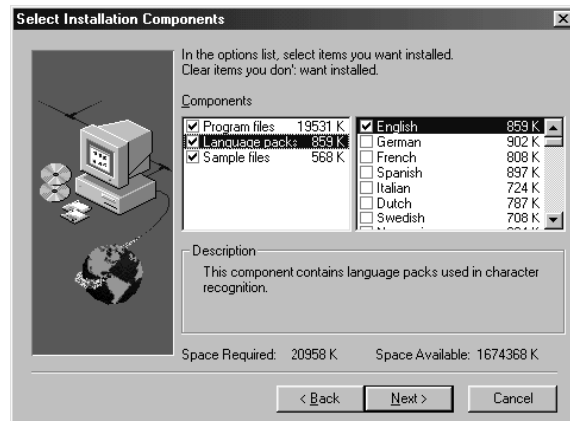 Select Installation Components
In the options list, select items you want installed.
Clear items you don't want installed.
Components
Program files 19531 K
Language packs 859 K
Sample files 568 K
English 859 K
German 902 K
French 808 K
Spanish 897 K
Italian 724 K
Dutch 787 K
Swedish 708 K
Description
This component contains language packs used in character
recognition.
Space Required: 20958 K Space Available: 1674368 K
< Back Next > Cancel